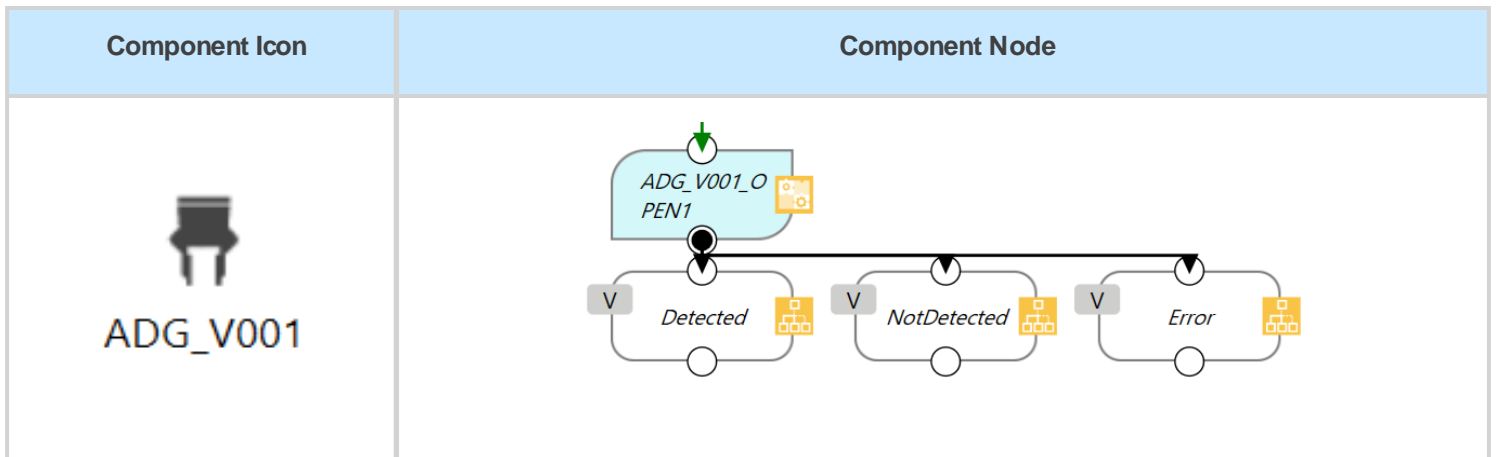 Component Icon
Component Node
ADG_V001
ADG_V001_O
PEN1
V
Detected
V
NotDetected
V
Error